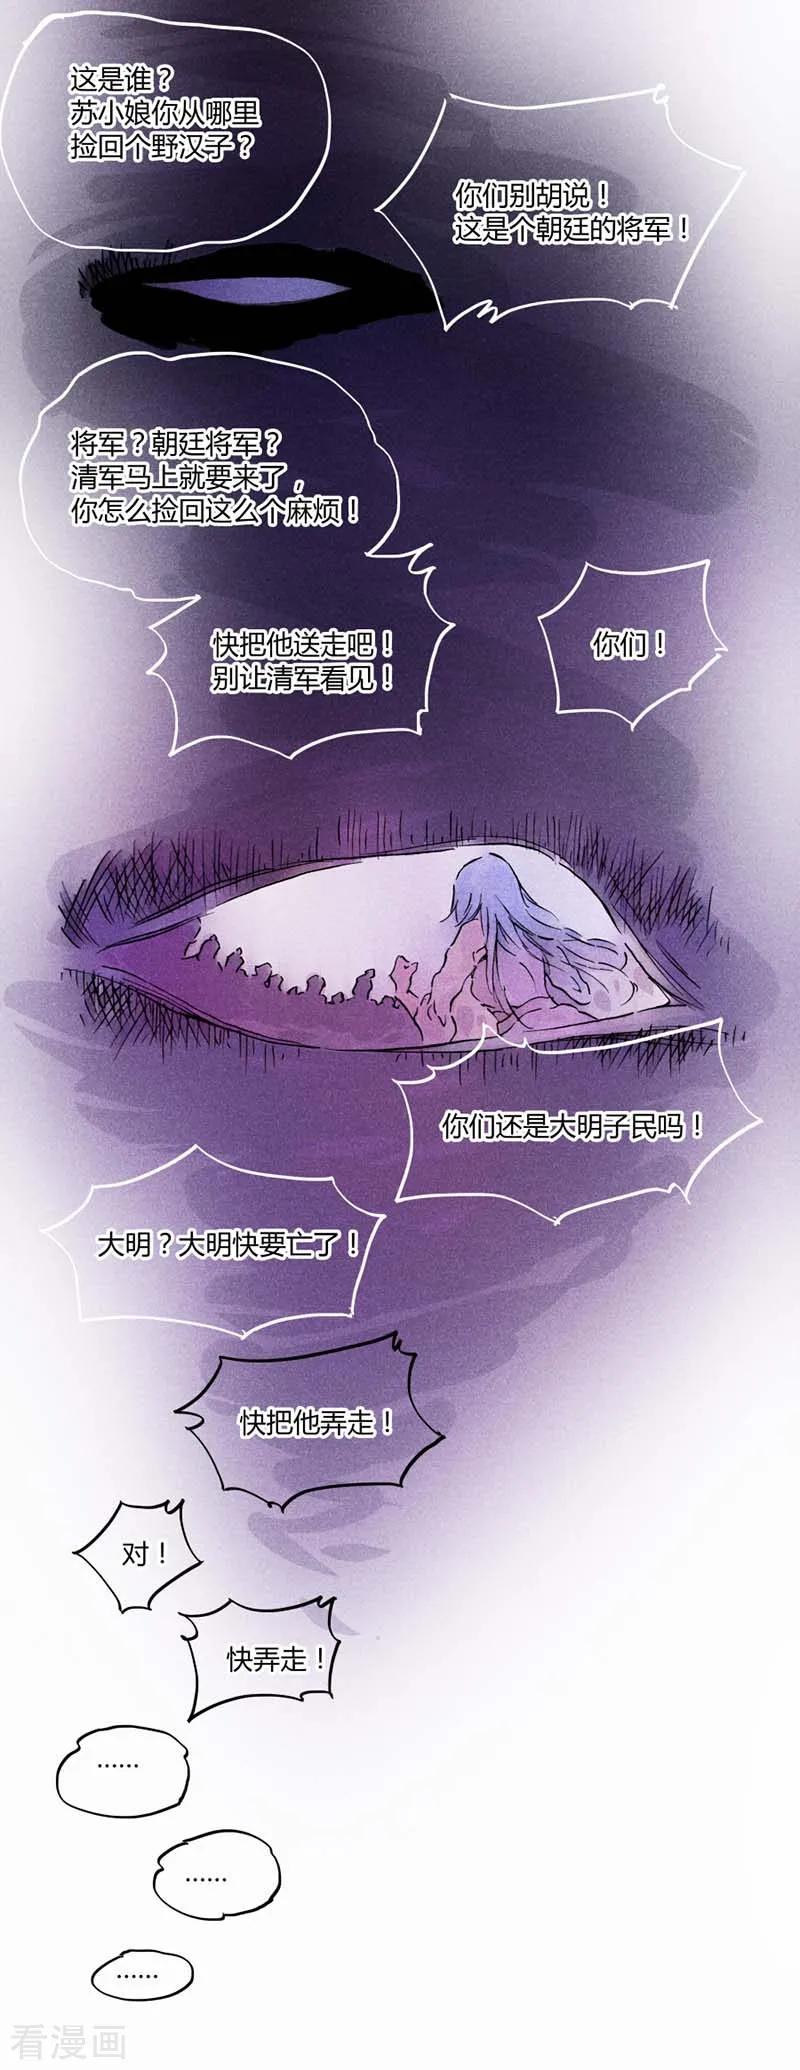 这是谁？
苏小娘你从哪里
捡回个野汉子？
你们别胡说！
这是个朝廷的将军！
将军？朝廷将军？
清军马上就要来了，
你怎么捡回这么个麻烦！
快把他送走吧！
别让清军看见！
你们！
你们还是大明子民吗！
大明？大明快要亡了！
快把他弄走！
对！
快弄走！
······
······
······
看漫画